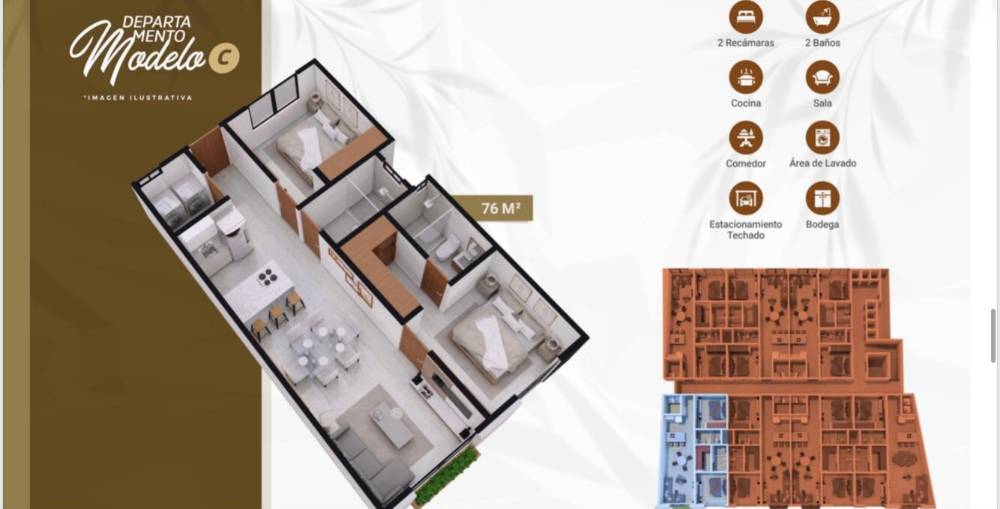 DEPARTA
MENTO
Modelo C
*IMAGEN ILUSTRATIVA
76 M²
2 Recámaras
2 Baños
Cocina
Sala
Comedor
Área de Lavado
Estacionamiento
Techado
Bodega